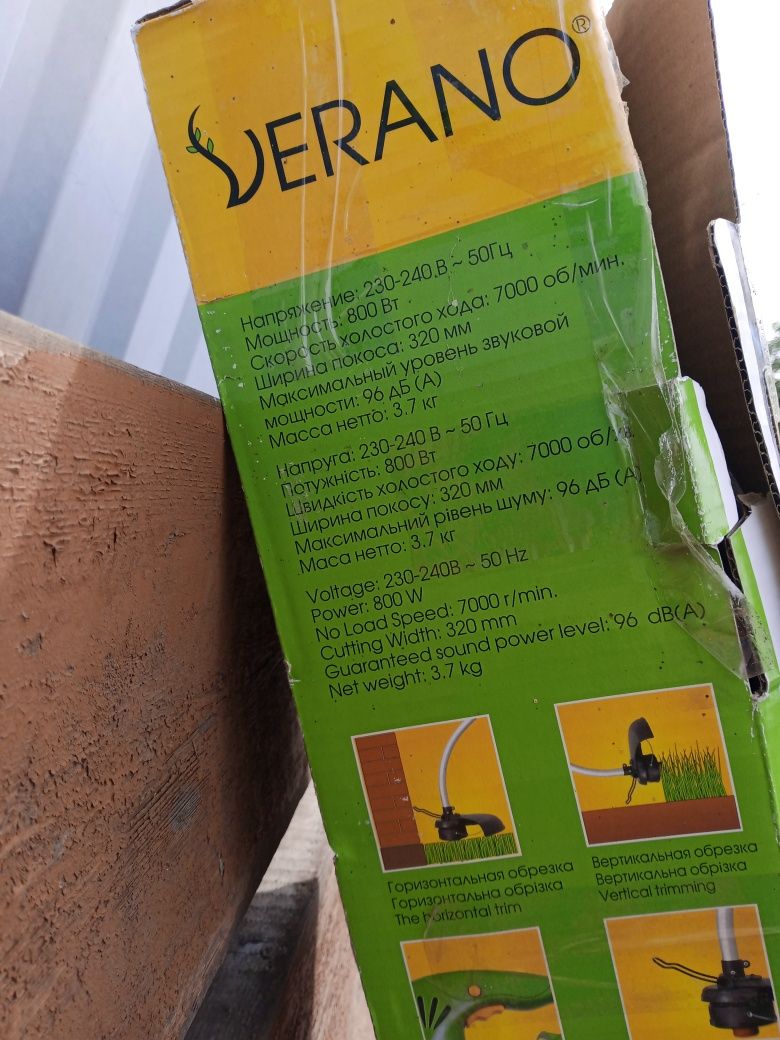 VERANO®
Напряжение: 230-240 В ~ 50Гц
Мощность: 800 Вт
Скорость холостого хода: 7000 об/мин.
Ширина покоса: 320 мм
Максимальный уровень звуковой
мощности: 96 дБ (А)
Масса нетто: 3.7 кг
Напруга: 230-240 В ~ 50 Гц
Потужність: 800 Вт
Швидкість холостого ходу: 7000 об/
Ширина покосу: 320 мм
Максимальний рівень шуму: 96 дБ (А)
Маса нетто: 3.7 кг
Voltage: 230-240В ~ 50 Hz
Power: 800 W
No Load Speed: 7000 r/min.
Cutting Width: 320 mm
Guaranteed sound power level: 96 dB(A)
Net weight: 3.7 kg
Горизонтальная обрезка
Горизонтальна обрізка
The horizontal trim
Вертикальная обрезка
Вертикальна обрізка
Vertical trimming